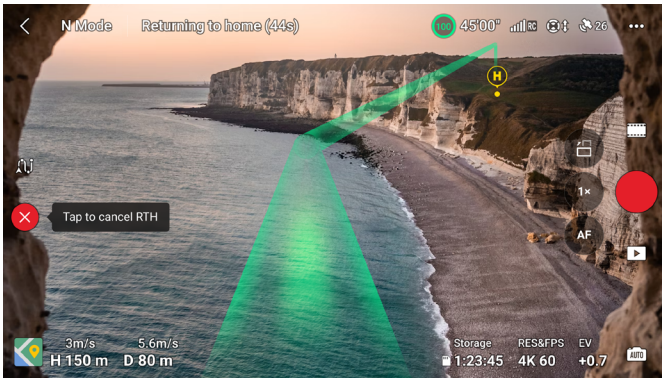 N Mode
Returning to home (44s)
100
45'00"
RC
26
H
1×
Tap to cancel RTH
AF
3m/s
5.6m/s
H 150 m
D 80 m
Storage
RES&FPS
EV
1:23:45
4K 60
+0.7
AUTO